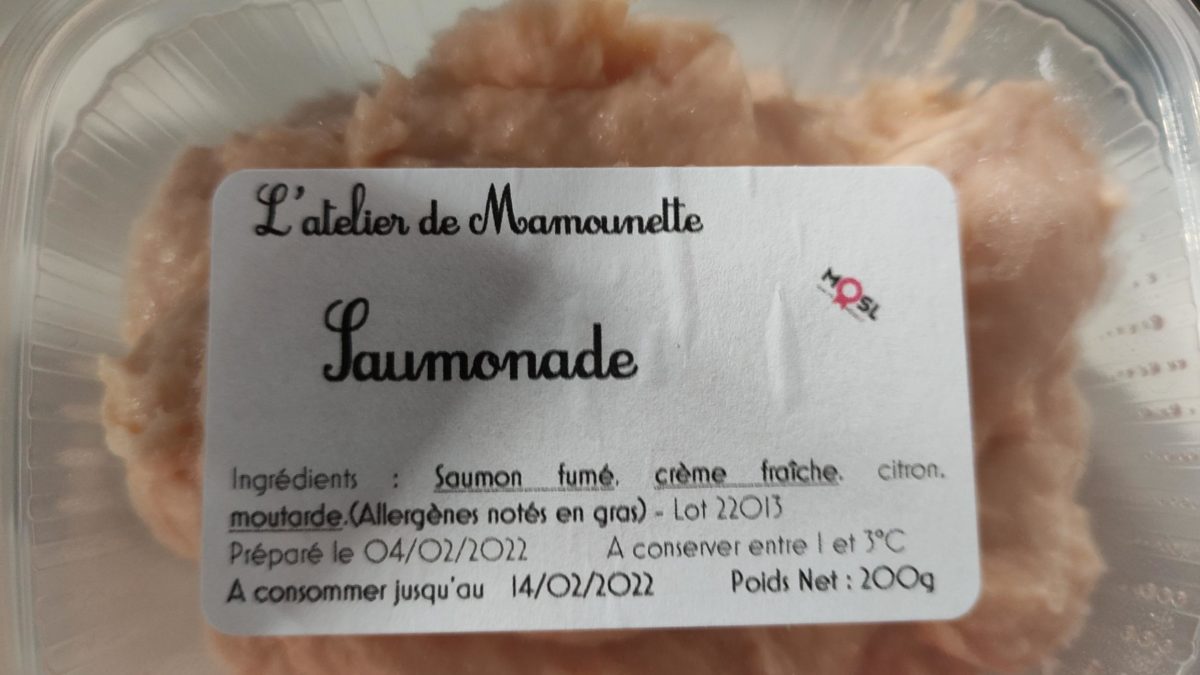 L'atelier de Mamounette
MOSL
Saumonade
Ingrédients : Saumon fumé, crème fraîche, citron,
moutarde.(Allergènes notés en gras) - Lot 22013
Préparé le 04/02/2022 A conserver entre 1 et 3°C
A consommer jusqu'au 14/02/2022 Poids Net : 200g